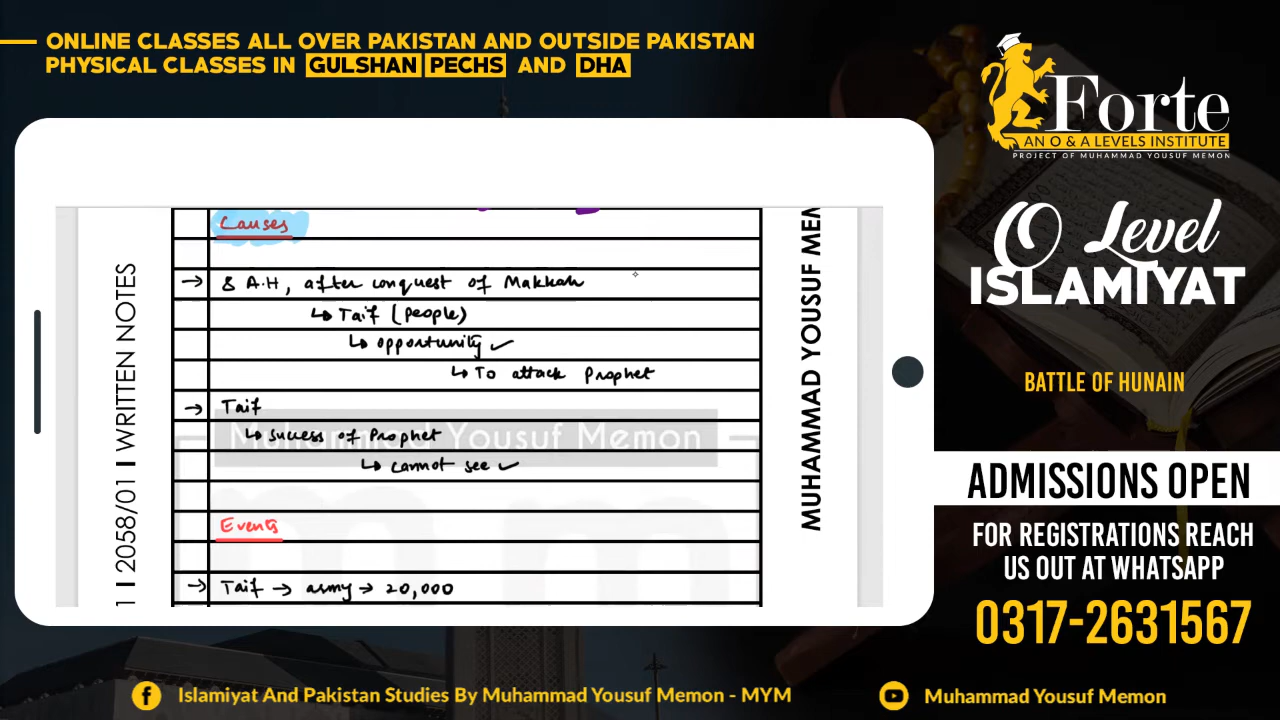 ONLINE CLASSES ALL OVER PAKISTAN AND OUTSIDE PAKISTAN
PHYSICAL CLASSES IN GULSHAN PECHS AND DHA
Forte
AN O & A LEVELS INSTITUTE
PROJECT OF MUHAMMAD YOUSUF MEMON
O Level
ISLAMIYAT
BATTLE OF HUNAIN
ADMISSIONS OPEN
FOR REGISTRATIONS REACH
US OUT AT WHATSAPP
0317-2631567
1 I 2058/01 I WRITTEN NOTES
Causes
→ 8 A.H, after conquest of Makkah
↳ Taif (people)
↳ opportunity ✓
↳ To attack Prophet
→ Taif
↳ success of Prophet
↳ cannot see ✓
Muhammad Yousuf Memon
Events
→ Taif → army → 20,000
MUHAMMAD YOUSUF MEM
Islamiyat And Pakistan Studies By Muhammad Yousuf Memon - MYM
Muhammad Yousuf Memon